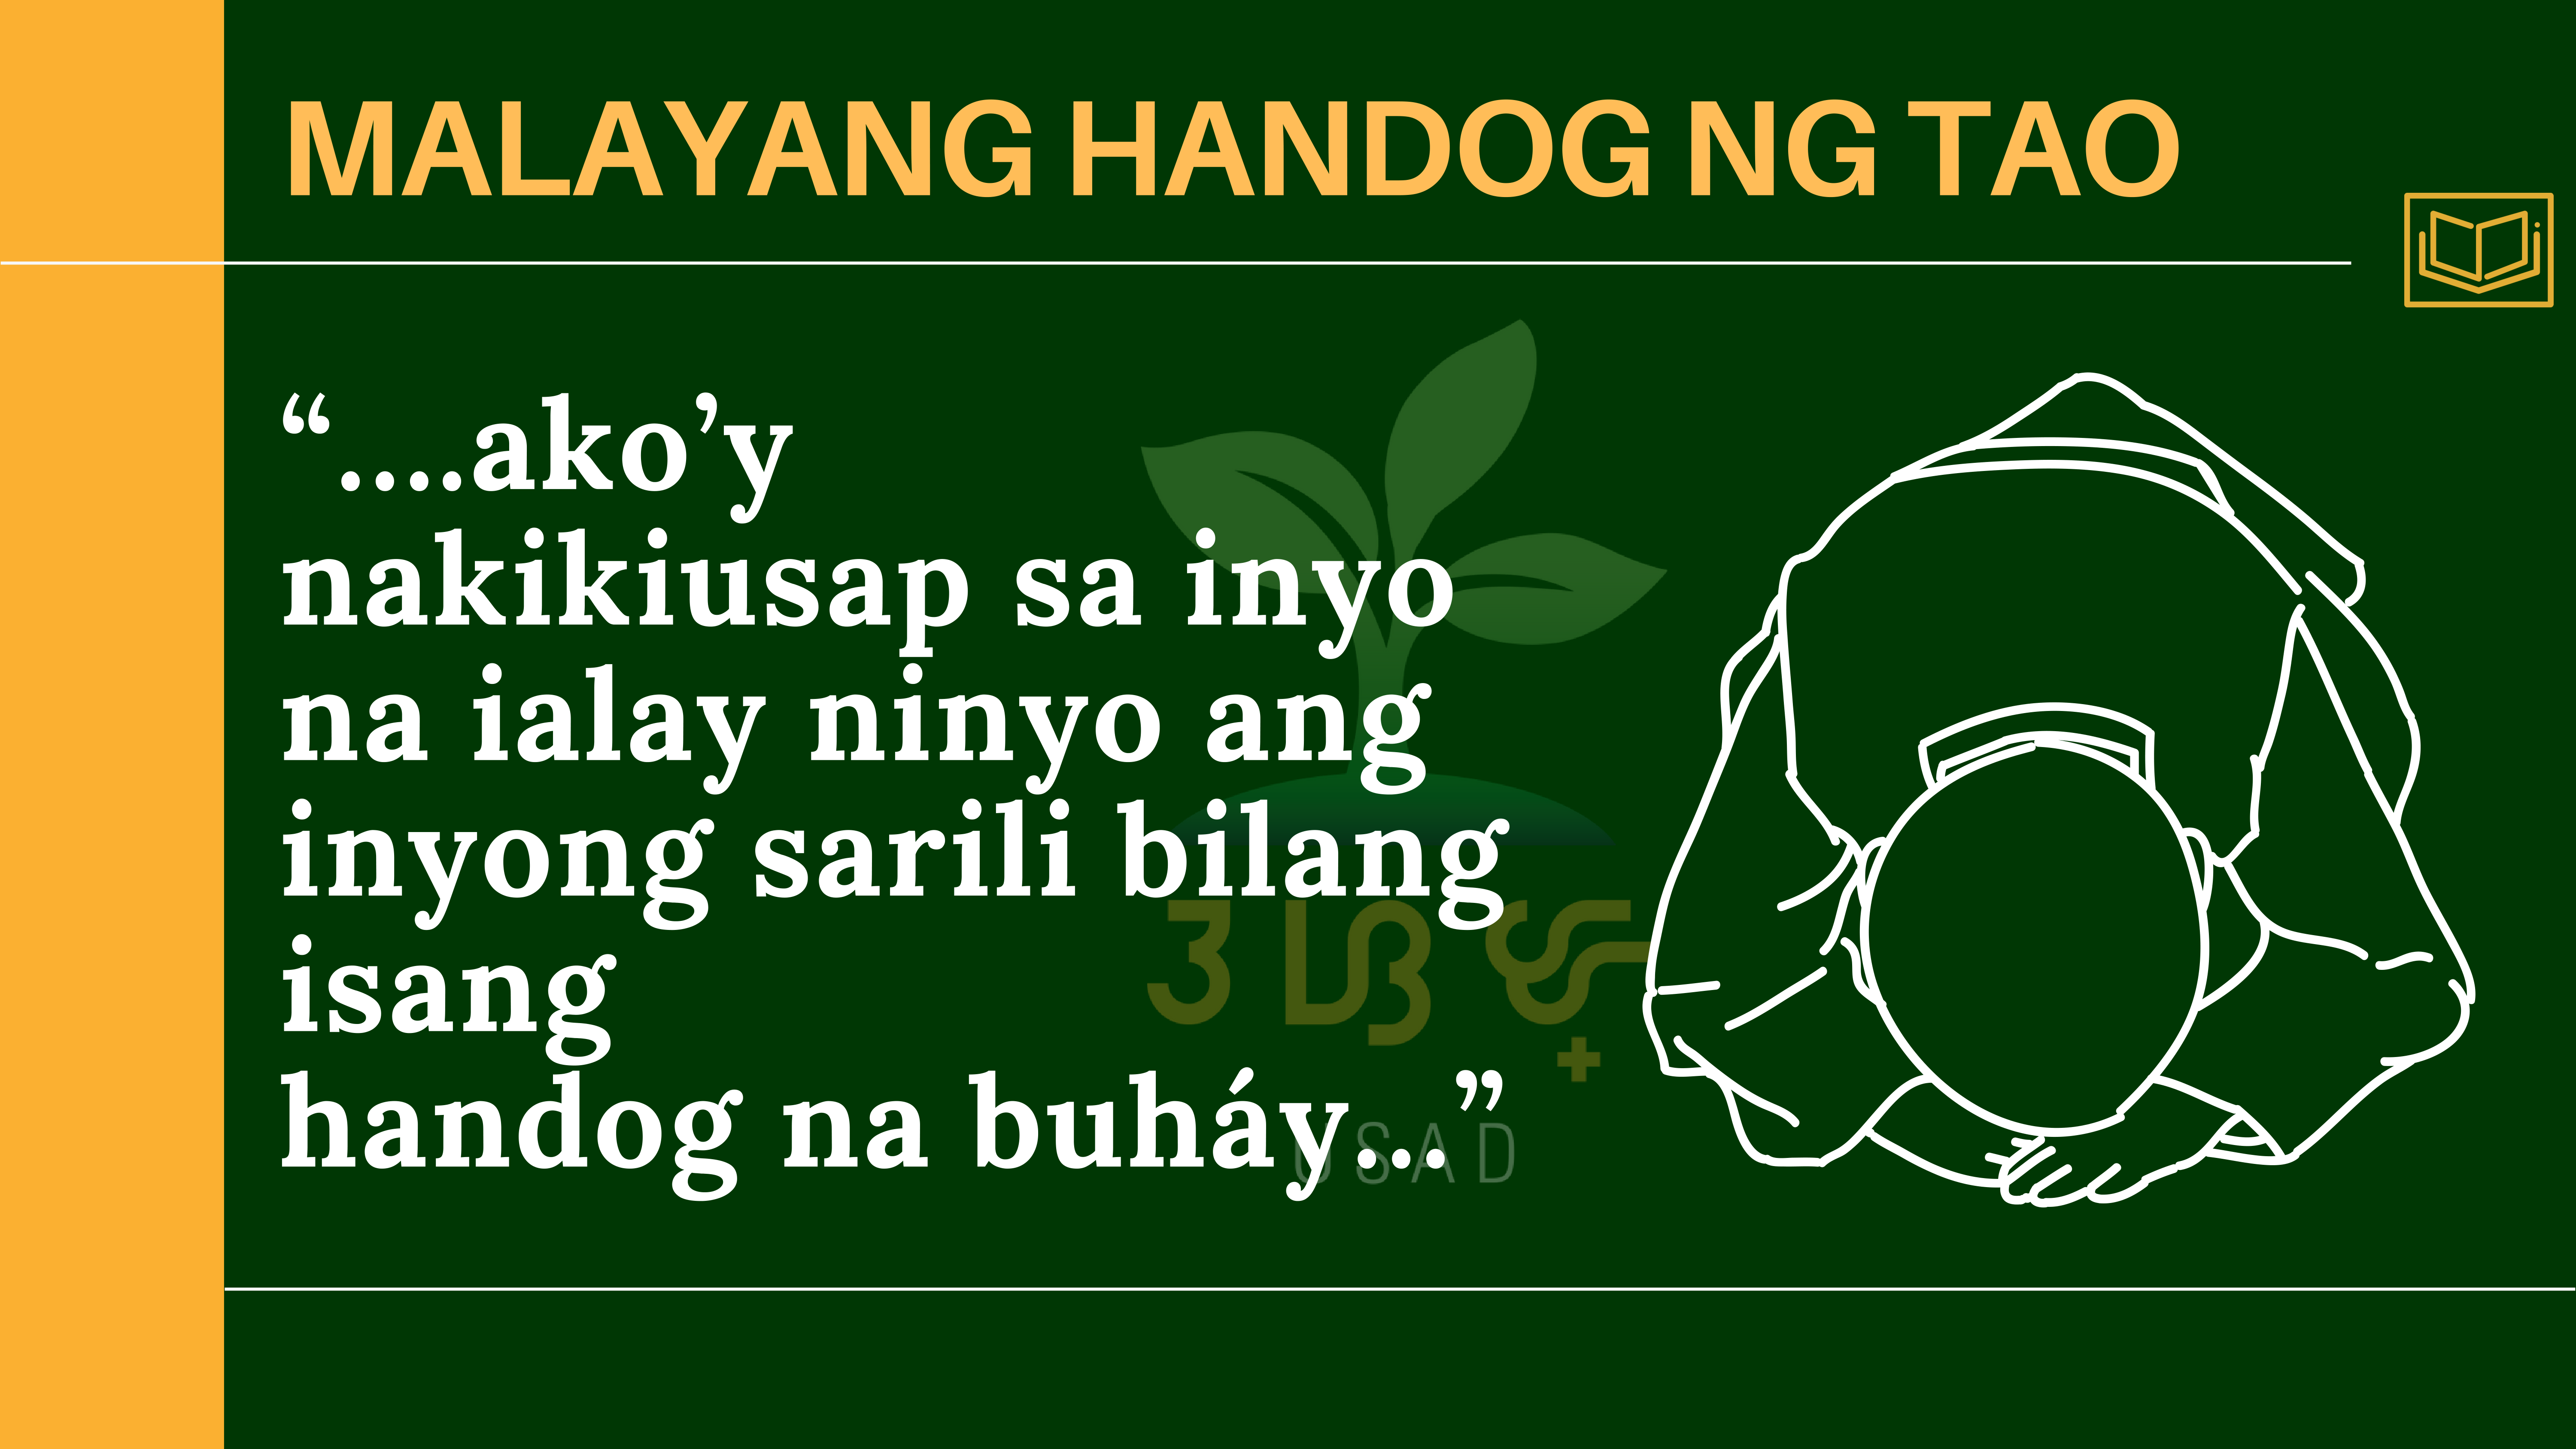 MALAYANG HANDOG NG TAO
“....ako’y
nakikiusap sa inyo
na ialay ninyo ang
inyong sarili bilang
isang
handog na buháy...”
USAD